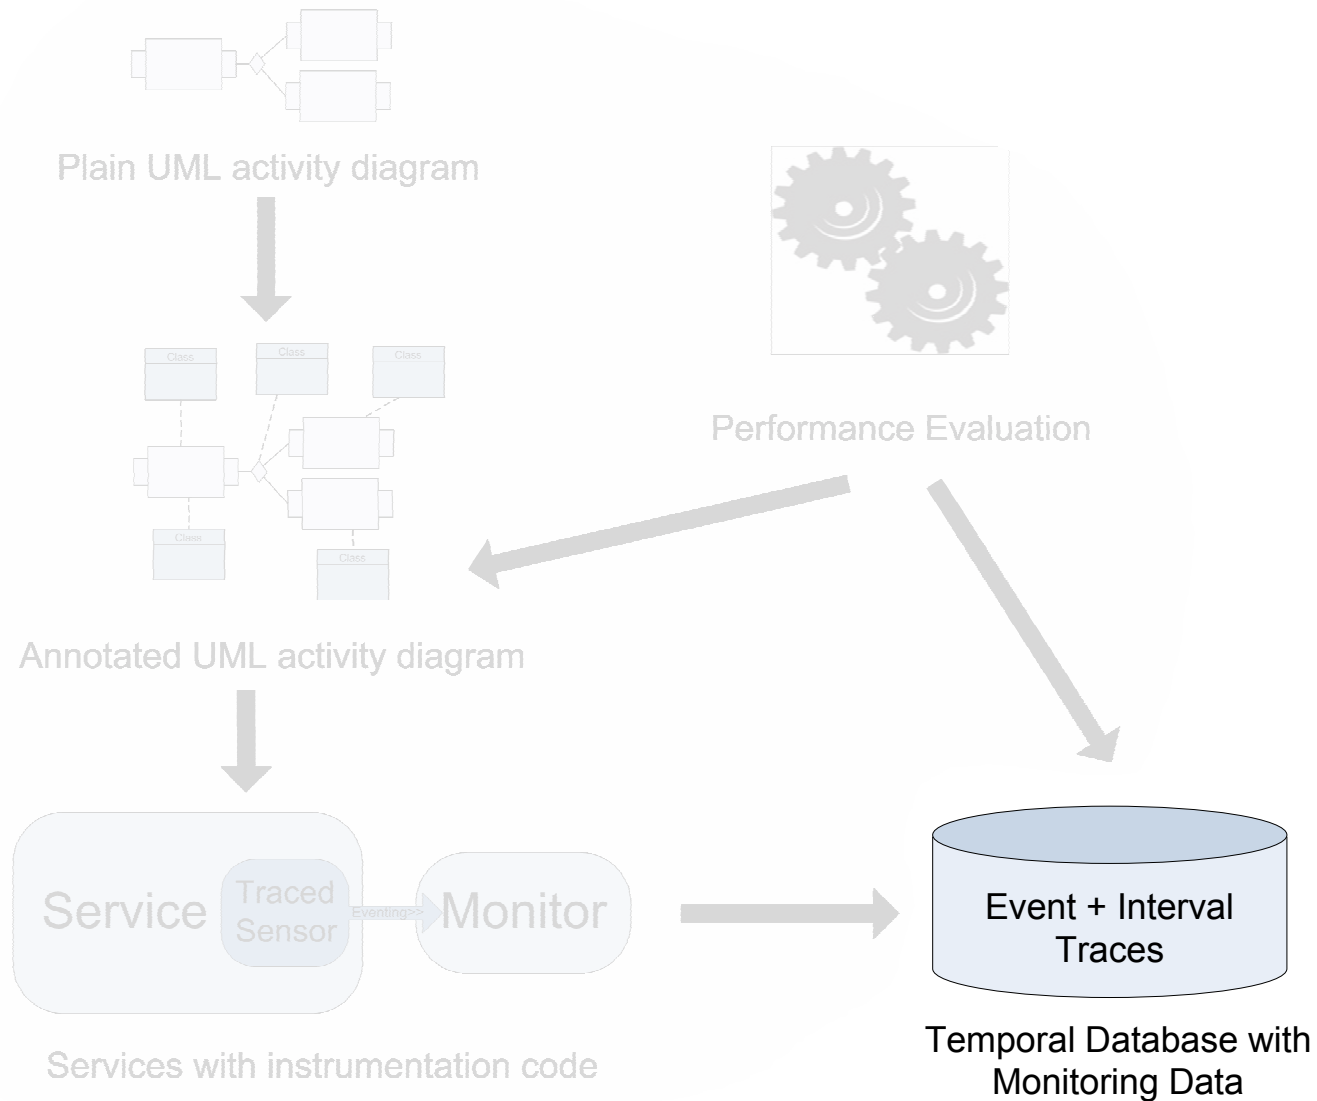 Plain UML activity diagram
Class
Class
Class
Performance Evaluation
Class
Class
Annotated UML activity diagram
Service
Traced
Sensor
Eventing>>
Monitor
Event + Interval
Traces
Services with instrumentation code
Temporal Database with
Monitoring Data